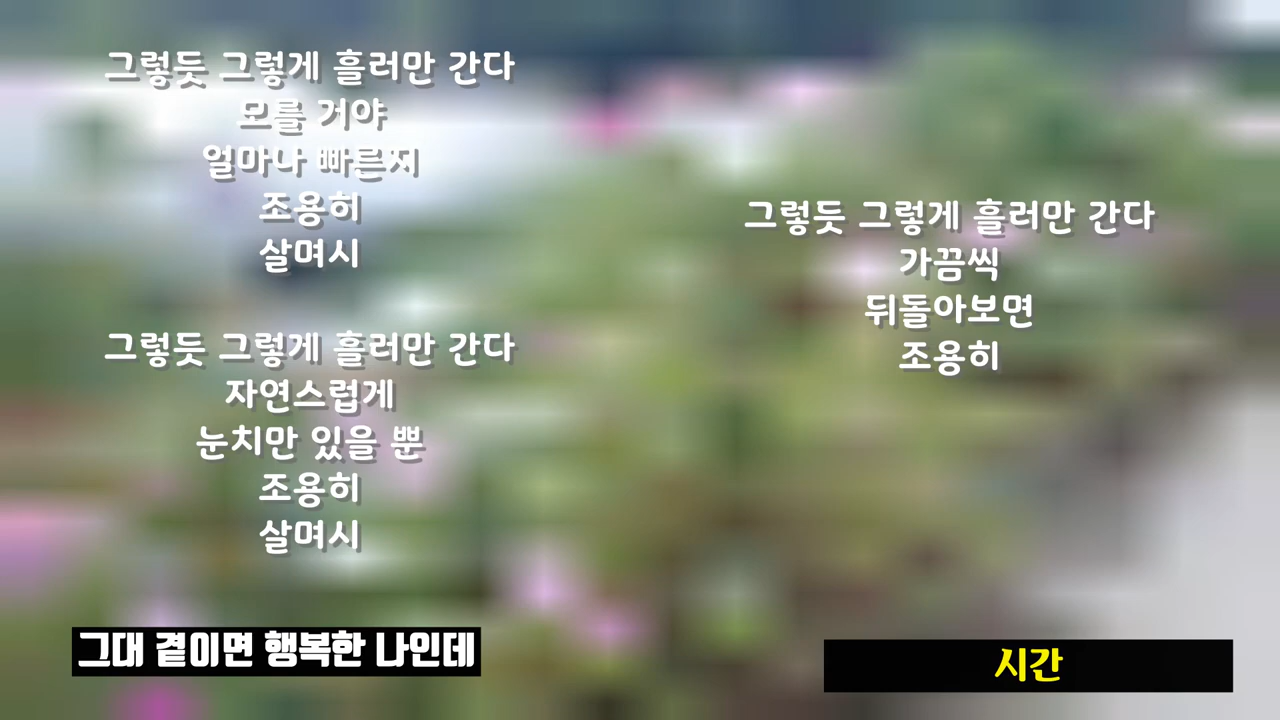 그렇듯 그렇게 흘러만 간다
모를 거야
얼마나 빠른지
조용히
살며시
그렇듯 그렇게 흘러만 간다
자연스럽게
눈치만 있을 뿐
조용히
살며시
그렇듯 그렇게 흘러만 간다
가끔씩
뒤돌아보면
조용히
그대 곁이면 행복한 나인데
시간